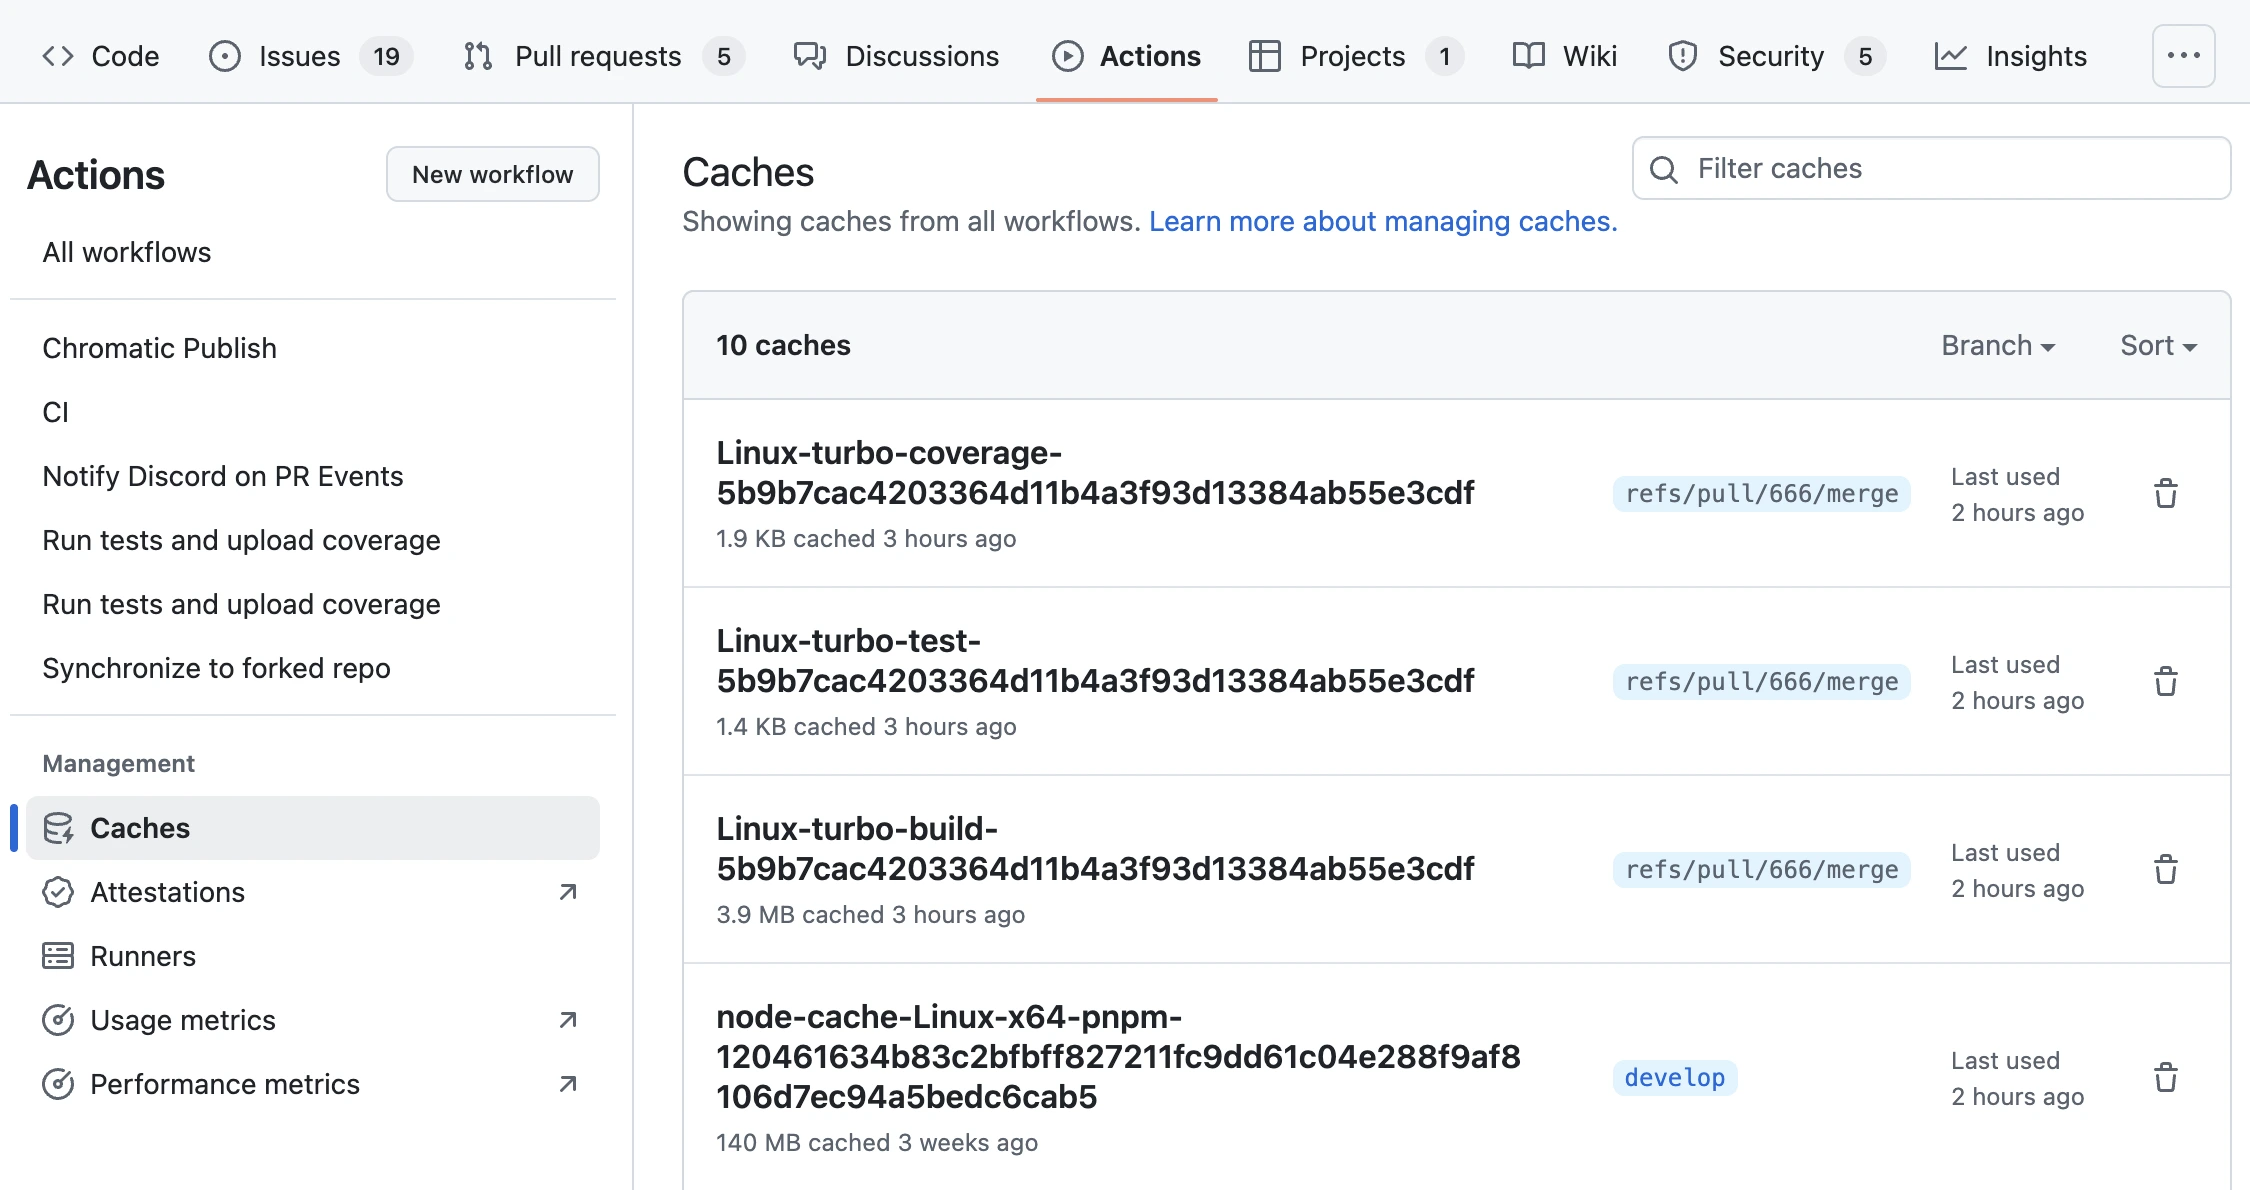 Code
Issues 19
Pull requests 5
Discussions
Actions
Projects 1
Wiki
Security 5
Insights
Actions
New workflow
All workflows
Chromatic Publish
CI
Notify Discord on PR Events
Run tests and upload coverage
Run tests and upload coverage
Synchronize to forked repo
Management
Caches
Attestations
Runners
Usage metrics
Performance metrics
Caches
Filter caches
Showing caches from all workflows. Learn more about managing caches.
10 caches
Branch
Sort
Linux-turbo-coverage-
5b9b7cac4203364d11b4a3f93d13384ab55e3cdf
1.9 KB cached 3 hours ago
refs/pull/666/merge
Last used
2 hours ago
Linux-turbo-test-
5b9b7cac4203364d11b4a3f93d13384ab55e3cdf
1.4 KB cached 3 hours ago
refs/pull/666/merge
Last used
2 hours ago
Linux-turbo-build-
5b9b7cac4203364d11b4a3f93d13384ab55e3cdf
3.9 MB cached 3 hours ago
refs/pull/666/merge
Last used
2 hours ago
node-cache-Linux-x64-pnpm-
120461634b83c2bfbff827211fc9dd61c04e288f9af8
106d7ec94a5bedc6cab5
140 MB cached 3 weeks ago
develop
Last used
2 hours ago